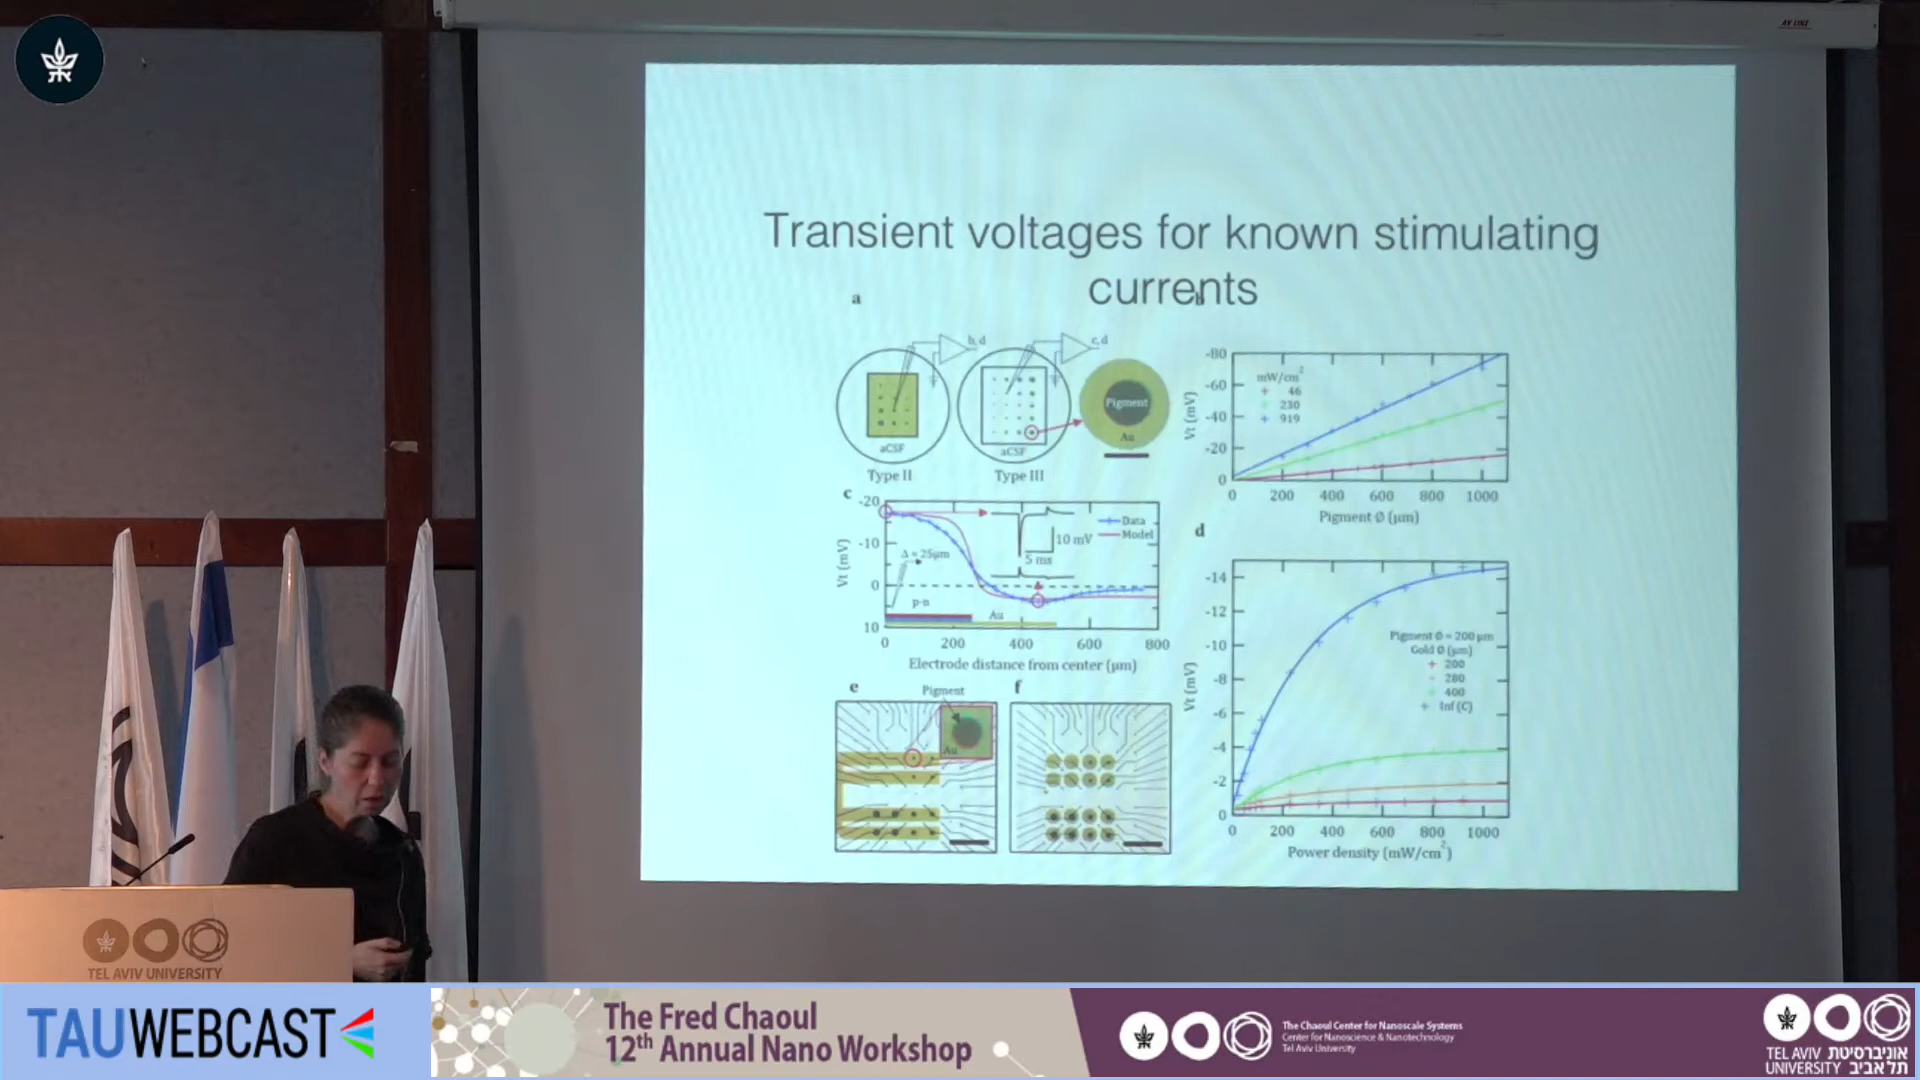 AV LINE
Transient voltages for known stimulating
currents
a
b
b, d
c, d
Pigment
Au
aCSF
aCSF
Type II
Type III
-80
-60
-40
-20
0
Vt (mV)
mW/cm2
46
230
919
0 200 400 600 800 1000
Pigment Ø (µm)
c
-20
-10
0
10
Vt (mV)
Δ = 25µm
10 mV
5 ms
Data
Model
p-n
Au
0 200 400 600 800
Electrode distance from center (µm)
d
-14
-12
-10
-8
-6
-4
-2
0
Vt (mV)
Pigment Ø = 200 µm
Gold Ø (µm)
200
280
400
Inf (C)
0 200 400 600 800 1000
Power density (mW/cm2)
e
Pigment
Au
f
TEL AVIV UNIVERSITY
TAUWEBCAST
The Fred Chaoul
12th Annual Nano Workshop
The Chaoul Center for Nanoscale Systems
Center for Nanoscience & Nanotechnology
Tel Aviv University
TEL AVIV אוניברסיטת
UNIVERSITY תל אביב